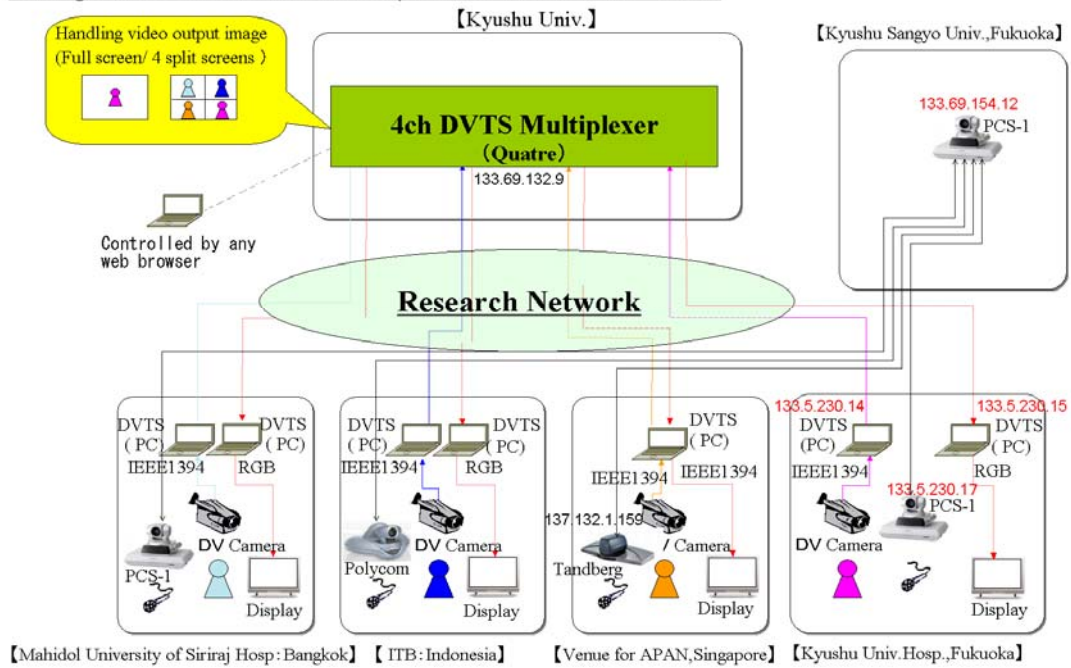 【Kyushu Univ.】
【Kyushu Sangyo Univ.,Fukuoka】
Handling video output image
(Full screen/ 4 split screens )
4ch DVTS Multiplexer
(Quatre)
133.69.132.9
133.69.154.12
PCS-1
Controlled by any
web browser
Research Network
DVTS
(PC)
DVTS
(PC)
IEEE1394
RGB
DV Camera
PCS-1
Display
DVTS
(PC)
DVTS
(PC)
IEEE1394
RGB
DV Camera
Polycom
Display
DVTS
(PC)
IEEE1394
IEEE1394
137.132.1.159
/ Camera
Tandberg
Display
133.5.230.14
133.5.230.15
DVTS
(PC)
DVTS
(PC)
IEEE1394
RGB
133.5.230.17
PCS-1
DV Camera
Display
【Mahidol University of Siriraj Hosp:Bangkok】
【 ITB:Indonesia】
【Venue for APAN,Singapore】
【Kyushu Univ.Hosp.,Fukuoka】